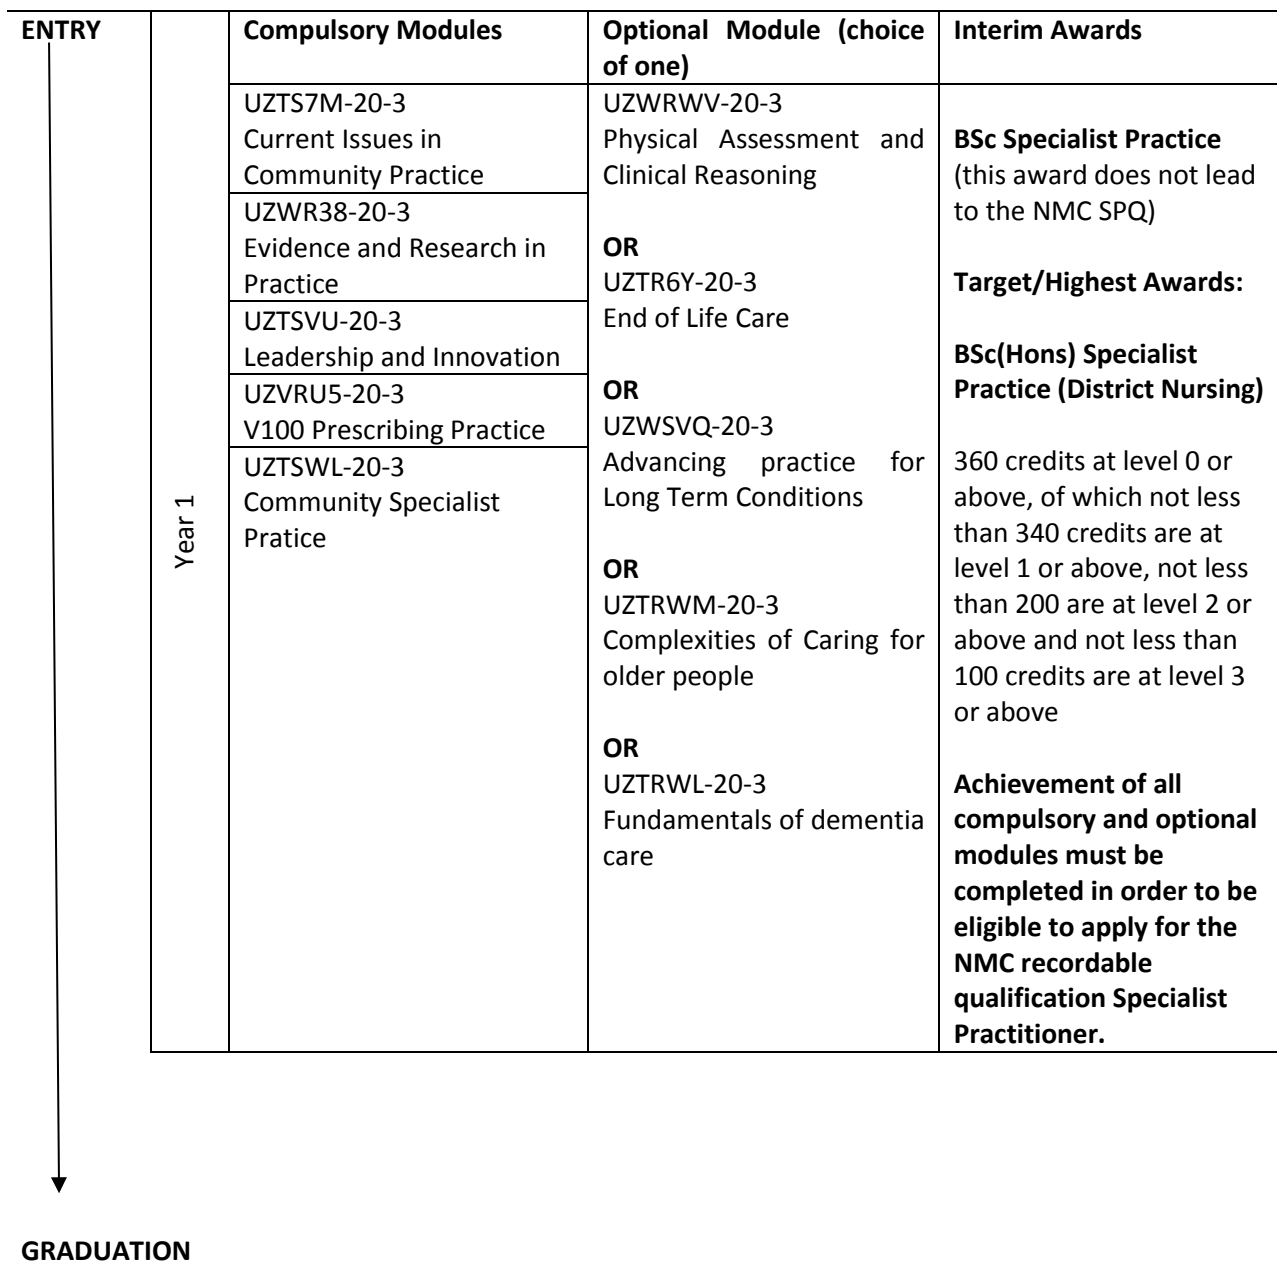 ENTRY
Year 1
Compulsory Modules
UZTS7M-20-3
Current Issues in
Community Practice
UZWR38-20-3
Evidence and Research in
Practice
UZTSVU-20-3
Leadership and Innovation
UZVRU5-20-3
V100 Prescribing Practice
UZTSWL-20-3
Community Specialist
Pratice
Optional Module (choice
of one)
UZWRWV-20-3
Physical Assessment and
Clinical Reasoning
OR
UZTR6Y-20-3
End of Life Care
OR
UZWSVQ-20-3
Advancing practice for
Long Term Conditions
OR
UZTRWM-20-3
Complexities of Caring for
older people
OR
UZTRWL-20-3
Fundamentals of dementia
care
Interim Awards
BSc Specialist Practice
(this award does not lead
to the NMC SPQ)
Target/Highest Awards:
BSc(Hons) Specialist
Practice (District Nursing)
360 credits at level 0 or
above, of which not less
than 340 credits are at
level 1 or above, not less
than 200 are at level 2 or
above and not less than
100 credits are at level 3
or above
Achievement of all
compulsory and optional
modules must be
completed in order to be
eligible to apply for the
NMC recordable
qualification Specialist
Practitioner.
GRADUATION